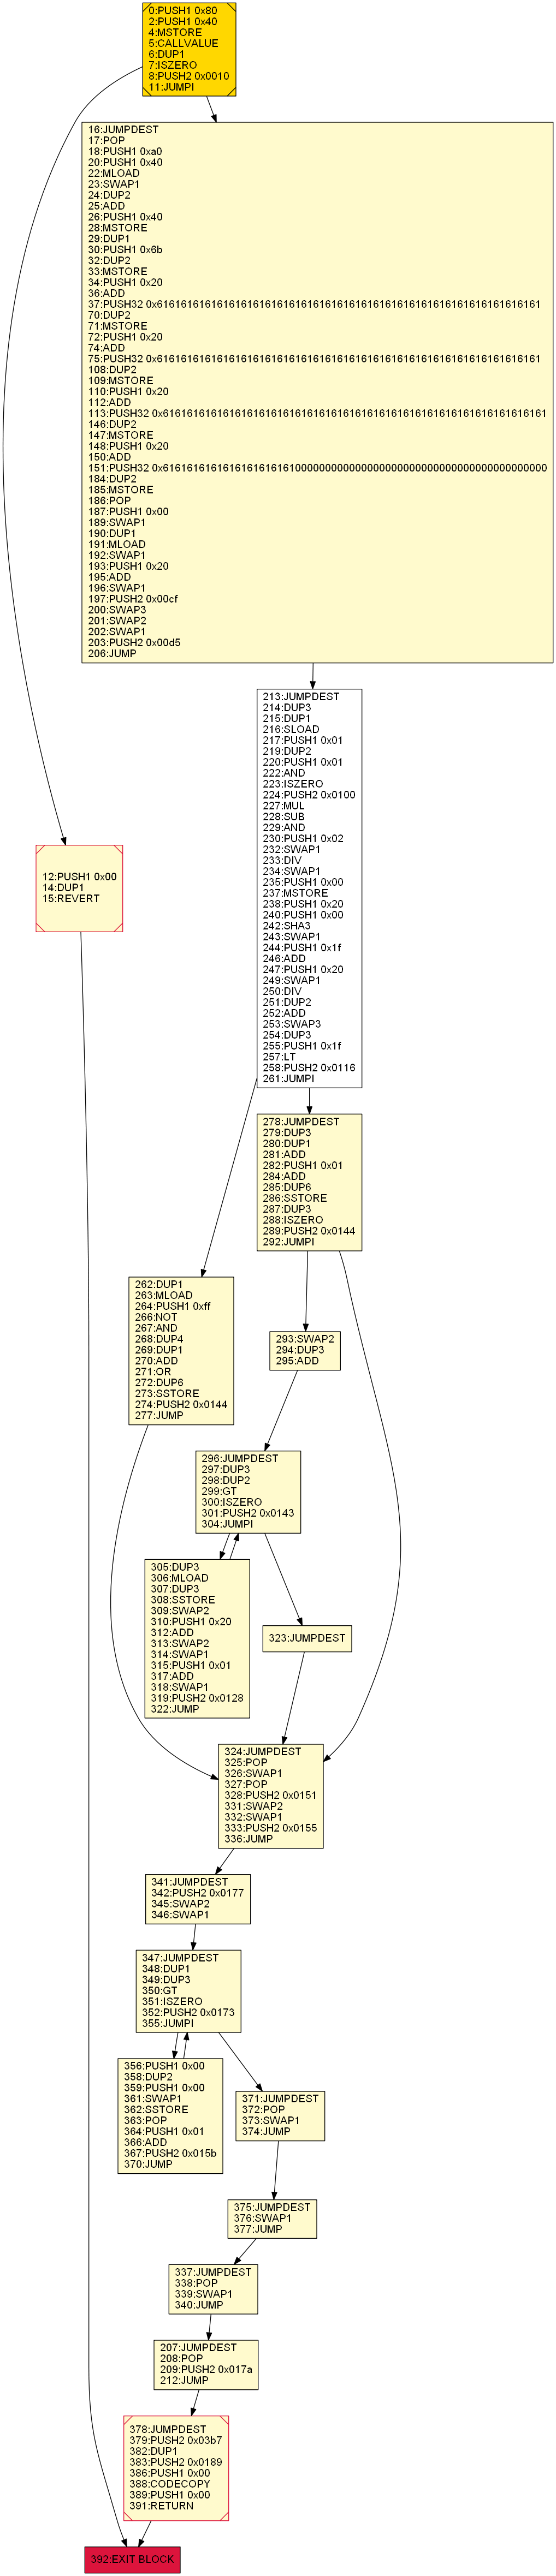 0:PUSH1 0x80
2:PUSH1 0x40
4:MSTORE
5:CALLVALUE
6:DUP1
7:ISZERO
8:PUSH2 0x0010
11:JUMPI
16:JUMPDEST
17:POP
18:PUSH1 0xa0
20:PUSH1 0x40
22:MLOAD
23:SWAP1
24:DUP2
25:ADD
26:PUSH1 0x40
28:MSTORE
29:DUP1
30:PUSH1 0x6b
32:DUP2
33:MSTORE
34:PUSH1 0x20
36:ADD
37:PUSH32 0x6161616161616161616161616161616161616161616161616161616161616161
70:DUP2
71:MSTORE
72:PUSH1 0x20
74:ADD
75:PUSH32 0x6161616161616161616161616161616161616161616161616161616161616161
108:DUP2
109:MSTORE
110:PUSH1 0x20
112:ADD
113:PUSH32 0x6161616161616161616161616161616161616161616161616161616161616161
146:DUP2
147:MSTORE
148:PUSH1 0x20
150:ADD
151:PUSH32 0x6161616161616161616161000000000000000000000000000000000000000000
184:DUP2
185:MSTORE
186:POP
187:PUSH1 0x00
189:SWAP1
190:DUP1
191:MLOAD
192:SWAP1
193:PUSH1 0x20
195:ADD
196:SWAP1
197:PUSH2 0x00cf
200:SWAP3
201:SWAP2
202:SWAP1
203:PUSH2 0x00d5
206:JUMP
213:JUMPDEST
214:DUP3
215:DUP1
216:SLOAD
217:PUSH1 0x01
219:DUP2
220:PUSH1 0x01
222:AND
223:ISZERO
224:PUSH2 0x0100
227:MUL
228:SUB
229:AND
230:PUSH1 0x02
232:SWAP1
233:DIV
234:SWAP1
235:PUSH1 0x00
237:MSTORE
238:PUSH1 0x20
240:PUSH1 0x00
242:SHA3
243:SWAP1
244:PUSH1 0x1f
246:ADD
247:PUSH1 0x20
249:SWAP1
250:DIV
251:DUP2
252:ADD
253:SWAP3
254:DUP3
255:PUSH1 0x1f
257:LT
258:PUSH2 0x0116
261:JUMPI
12:PUSH1 0x00
14:DUP1
15:REVERT
278:JUMPDEST
279:DUP3
280:DUP1
281:ADD
282:PUSH1 0x01
284:ADD
285:DUP6
286:SSTORE
287:DUP3
288:ISZERO
289:PUSH2 0x0144
292:JUMPI
262:DUP1
263:MLOAD
264:PUSH1 0xff
266:NOT
267:AND
268:DUP4
269:DUP1
270:ADD
271:OR
272:DUP6
273:SSTORE
274:PUSH2 0x0144
277:JUMP
293:SWAP2
294:DUP3
295:ADD
296:JUMPDEST
297:DUP3
298:DUP2
299:GT
300:ISZERO
301:PUSH2 0x0143
304:JUMPI
305:DUP3
306:MLOAD
307:DUP3
308:SSTORE
309:SWAP2
310:PUSH1 0x20
312:ADD
313:SWAP2
314:SWAP1
315:PUSH1 0x01
317:ADD
318:SWAP1
319:PUSH2 0x0128
322:JUMP
323:JUMPDEST
324:JUMPDEST
325:POP
326:SWAP1
327:POP
328:PUSH2 0x0151
331:SWAP2
332:SWAP1
333:PUSH2 0x0155
336:JUMP
341:JUMPDEST
342:PUSH2 0x0177
345:SWAP2
346:SWAP1
347:JUMPDEST
348:DUP1
349:DUP3
350:GT
351:ISZERO
352:PUSH2 0x0173
355:JUMPI
356:PUSH1 0x00
358:DUP2
359:PUSH1 0x00
361:SWAP1
362:SSTORE
363:POP
364:PUSH1 0x01
366:ADD
367:PUSH2 0x015b
370:JUMP
371:JUMPDEST
372:POP
373:SWAP1
374:JUMP
375:JUMPDEST
376:SWAP1
377:JUMP
337:JUMPDEST
338:POP
339:SWAP1
340:JUMP
207:JUMPDEST
208:POP
209:PUSH2 0x017a
212:JUMP
378:JUMPDEST
379:PUSH2 0x03b7
382:DUP1
383:PUSH2 0x0189
386:PUSH1 0x00
388:CODECOPY
389:PUSH1 0x00
391:RETURN
392:EXIT BLOCK